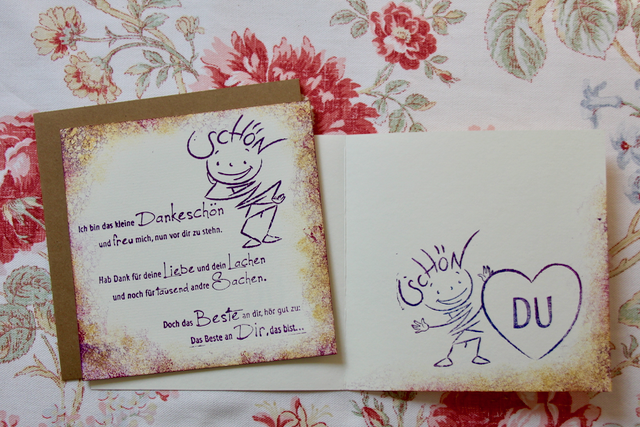 SCHÖN
Ich bin das kleine Dankeschön
und freu mich, nun vor dir zu stehn.
Hab Dank für deine Liebe und dein Lachen
und noch für tausend andre Sachen.
Doch das Beste an dir, hör gut zu:
Das Beste an Dir, das bist...
SCHÖN
DU